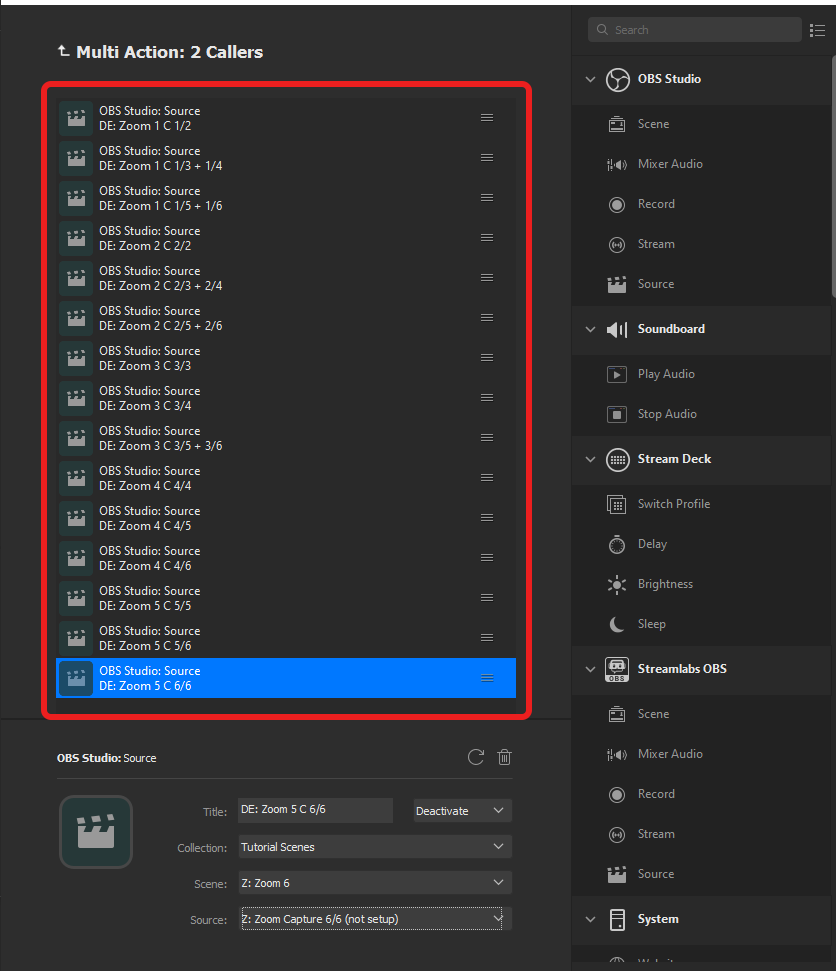 Multi Action: 2 Callers
OBS Studio: Source
DE: Zoom 1 C 1/2
OBS Studio: Source
DE: Zoom 1 C 1/3 + 1/4
OBS Studio: Source
DE: Zoom 1 C 1/5 + 1/6
OBS Studio: Source
DE: Zoom 2 C 2/2
OBS Studio: Source
DE: Zoom 2 C 2/3 + 2/4
OBS Studio: Source
DE: Zoom 2 C 2/5 + 2/6
OBS Studio: Source
DE: Zoom 3 C 3/3
OBS Studio: Source
DE: Zoom 3 C 3/4
OBS Studio: Source
DE: Zoom 3 C 3/5 + 3/6
OBS Studio: Source
DE: Zoom 4 C 4/4
OBS Studio: Source
DE: Zoom 4 C 4/5
OBS Studio: Source
DE: Zoom 4 C 4/6
OBS Studio: Source
DE: Zoom 5 C 5/5
OBS Studio: Source
DE: Zoom 5 C 5/6
OBS Studio: Source
DE: Zoom 5 C 6/6
OBS Studio: Source
Title: DE: Zoom 5 C 6/6 Deactivate
Collection: Tutorial Scenes
Scene: Z: Zoom 6
Source: Z: Zoom Capture 6/6 (not setup)
Search
OBS Studio
Scene
Mixer Audio
Record
Stream
Source
Soundboard
Play Audio
Stop Audio
Stream Deck
Switch Profile
Delay
Brightness
Sleep
OBS
Streamlabs OBS
Scene
Mixer Audio
Record
Stream
Source
System